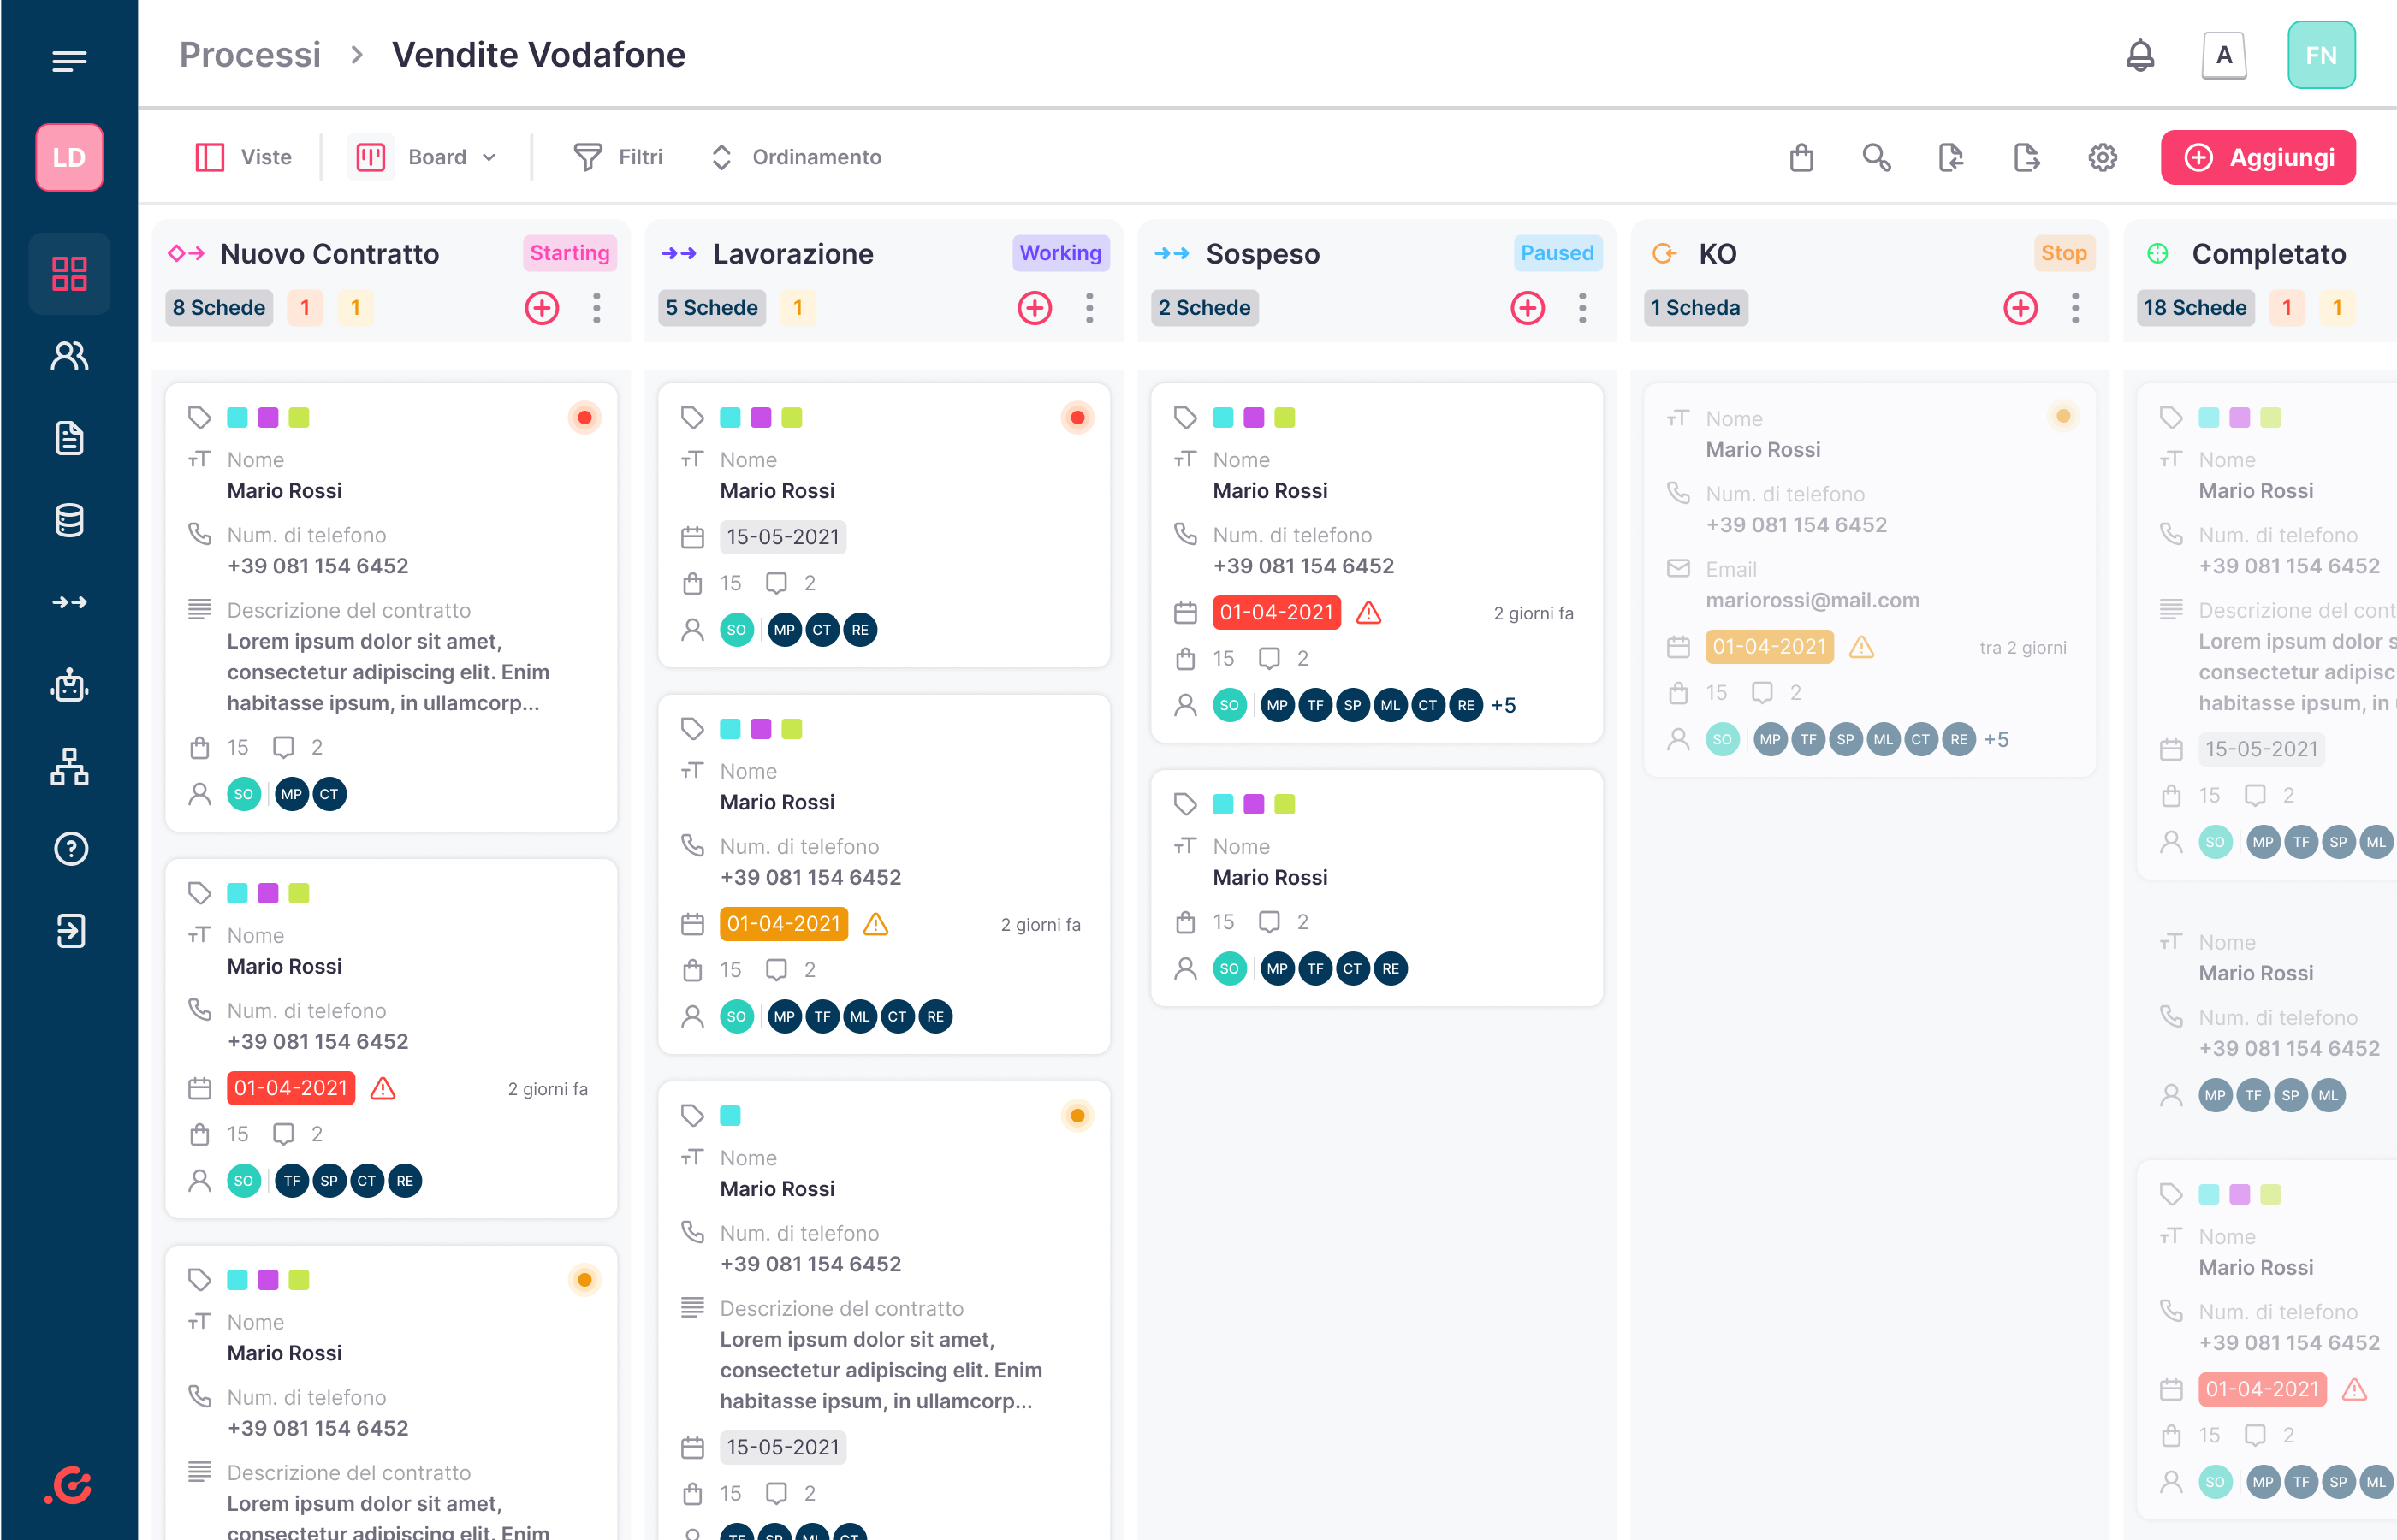 Processi > Vendite Vodafone
A
FN
LD
Viste
Board
Filtri
Ordinamento
Aggiungi
Nuovo Contratto
Starting
8 Schede
1
1
Nome
Mario Rossi
Num. di telefono
+39 081 154 6452
Descrizione del contratto
Lorem ipsum dolor sit amet,
consectetur adipiscing elit. Enim
habitasse ipsum, in ullamcorp...
15 2
SO MP CT
Nome
Mario Rossi
Num. di telefono
+39 081 154 6452
01-04-2021 2 giorni fa
15 2
SO TF SP CT RE
Nome
Mario Rossi
Num. di telefono
+39 081 154 6452
Descrizione del contratto
Lorem ipsum dolor sit amet,
consectetur adipiscing elit. Enim
Lavorazione
Working
5 Schede
1
Nome
Mario Rossi
15-05-2021
15 2
SO MP CT RE
Nome
Mario Rossi
Num. di telefono
+39 081 154 6452
01-04-2021 2 giorni fa
15 2
SO MP TF ML CT RE
Nome
Mario Rossi
Num. di telefono
+39 081 154 6452
Descrizione del contratto
Lorem ipsum dolor sit amet,
consectetur adipiscing elit. Enim
habitasse ipsum, in ullamcorp...
15-05-2021
15 2
TF SP ML CT
Sospeso
Paused
2 Schede
Nome
Mario Rossi
Num. di telefono
+39 081 154 6452
01-04-2021 2 giorni fa
15 2
SO MP TF SP ML CT RE +5
Nome
Mario Rossi
15 2
SO MP TF CT RE
KO
Stop
1 Scheda
Nome
Mario Rossi
Num. di telefono
+39 081 154 6452
Email
mariorossi@mail.com
01-04-2021 tra 2 giorni
15 2
SO MP TF SP ML CT RE +5
Completato
18 Schede
1
1
Nome
Mario Rossi
Num. di telefono
+39 081 154 6452
Descrizione del cont
Lorem ipsum dolor s
consectetur adipisc
habitasse ipsum, in
15-05-2021
15 2
SO MP TF SP ML
Nome
Mario Rossi
Num. di telefono
+39 081 154 6452
MP TF SP ML
Nome
Mario Rossi
Num. di telefono
+39 081 154 6452
01-04-2021
15 2
SO MP TF SP ML